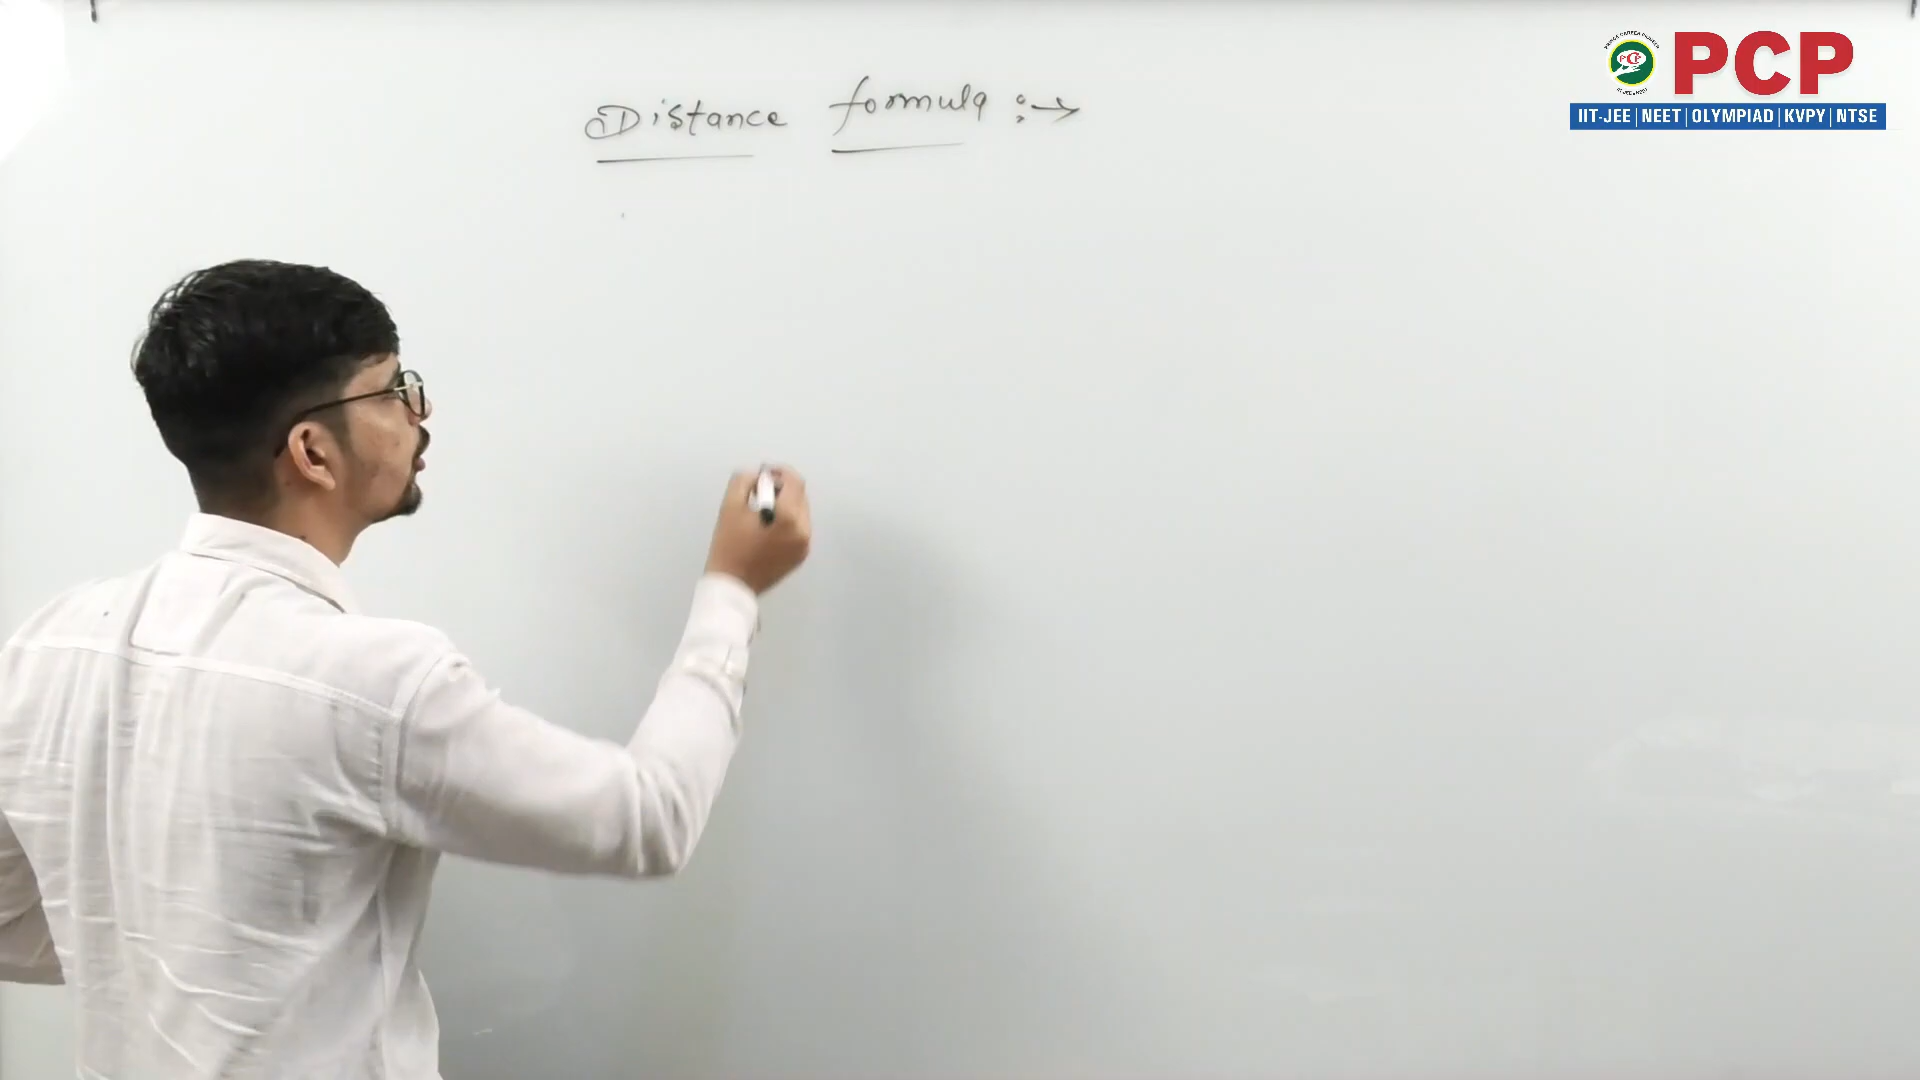 Distance formula :→
PCP
IIT-JEE | NEET | OLYMPIAD | KVPY | NTSE